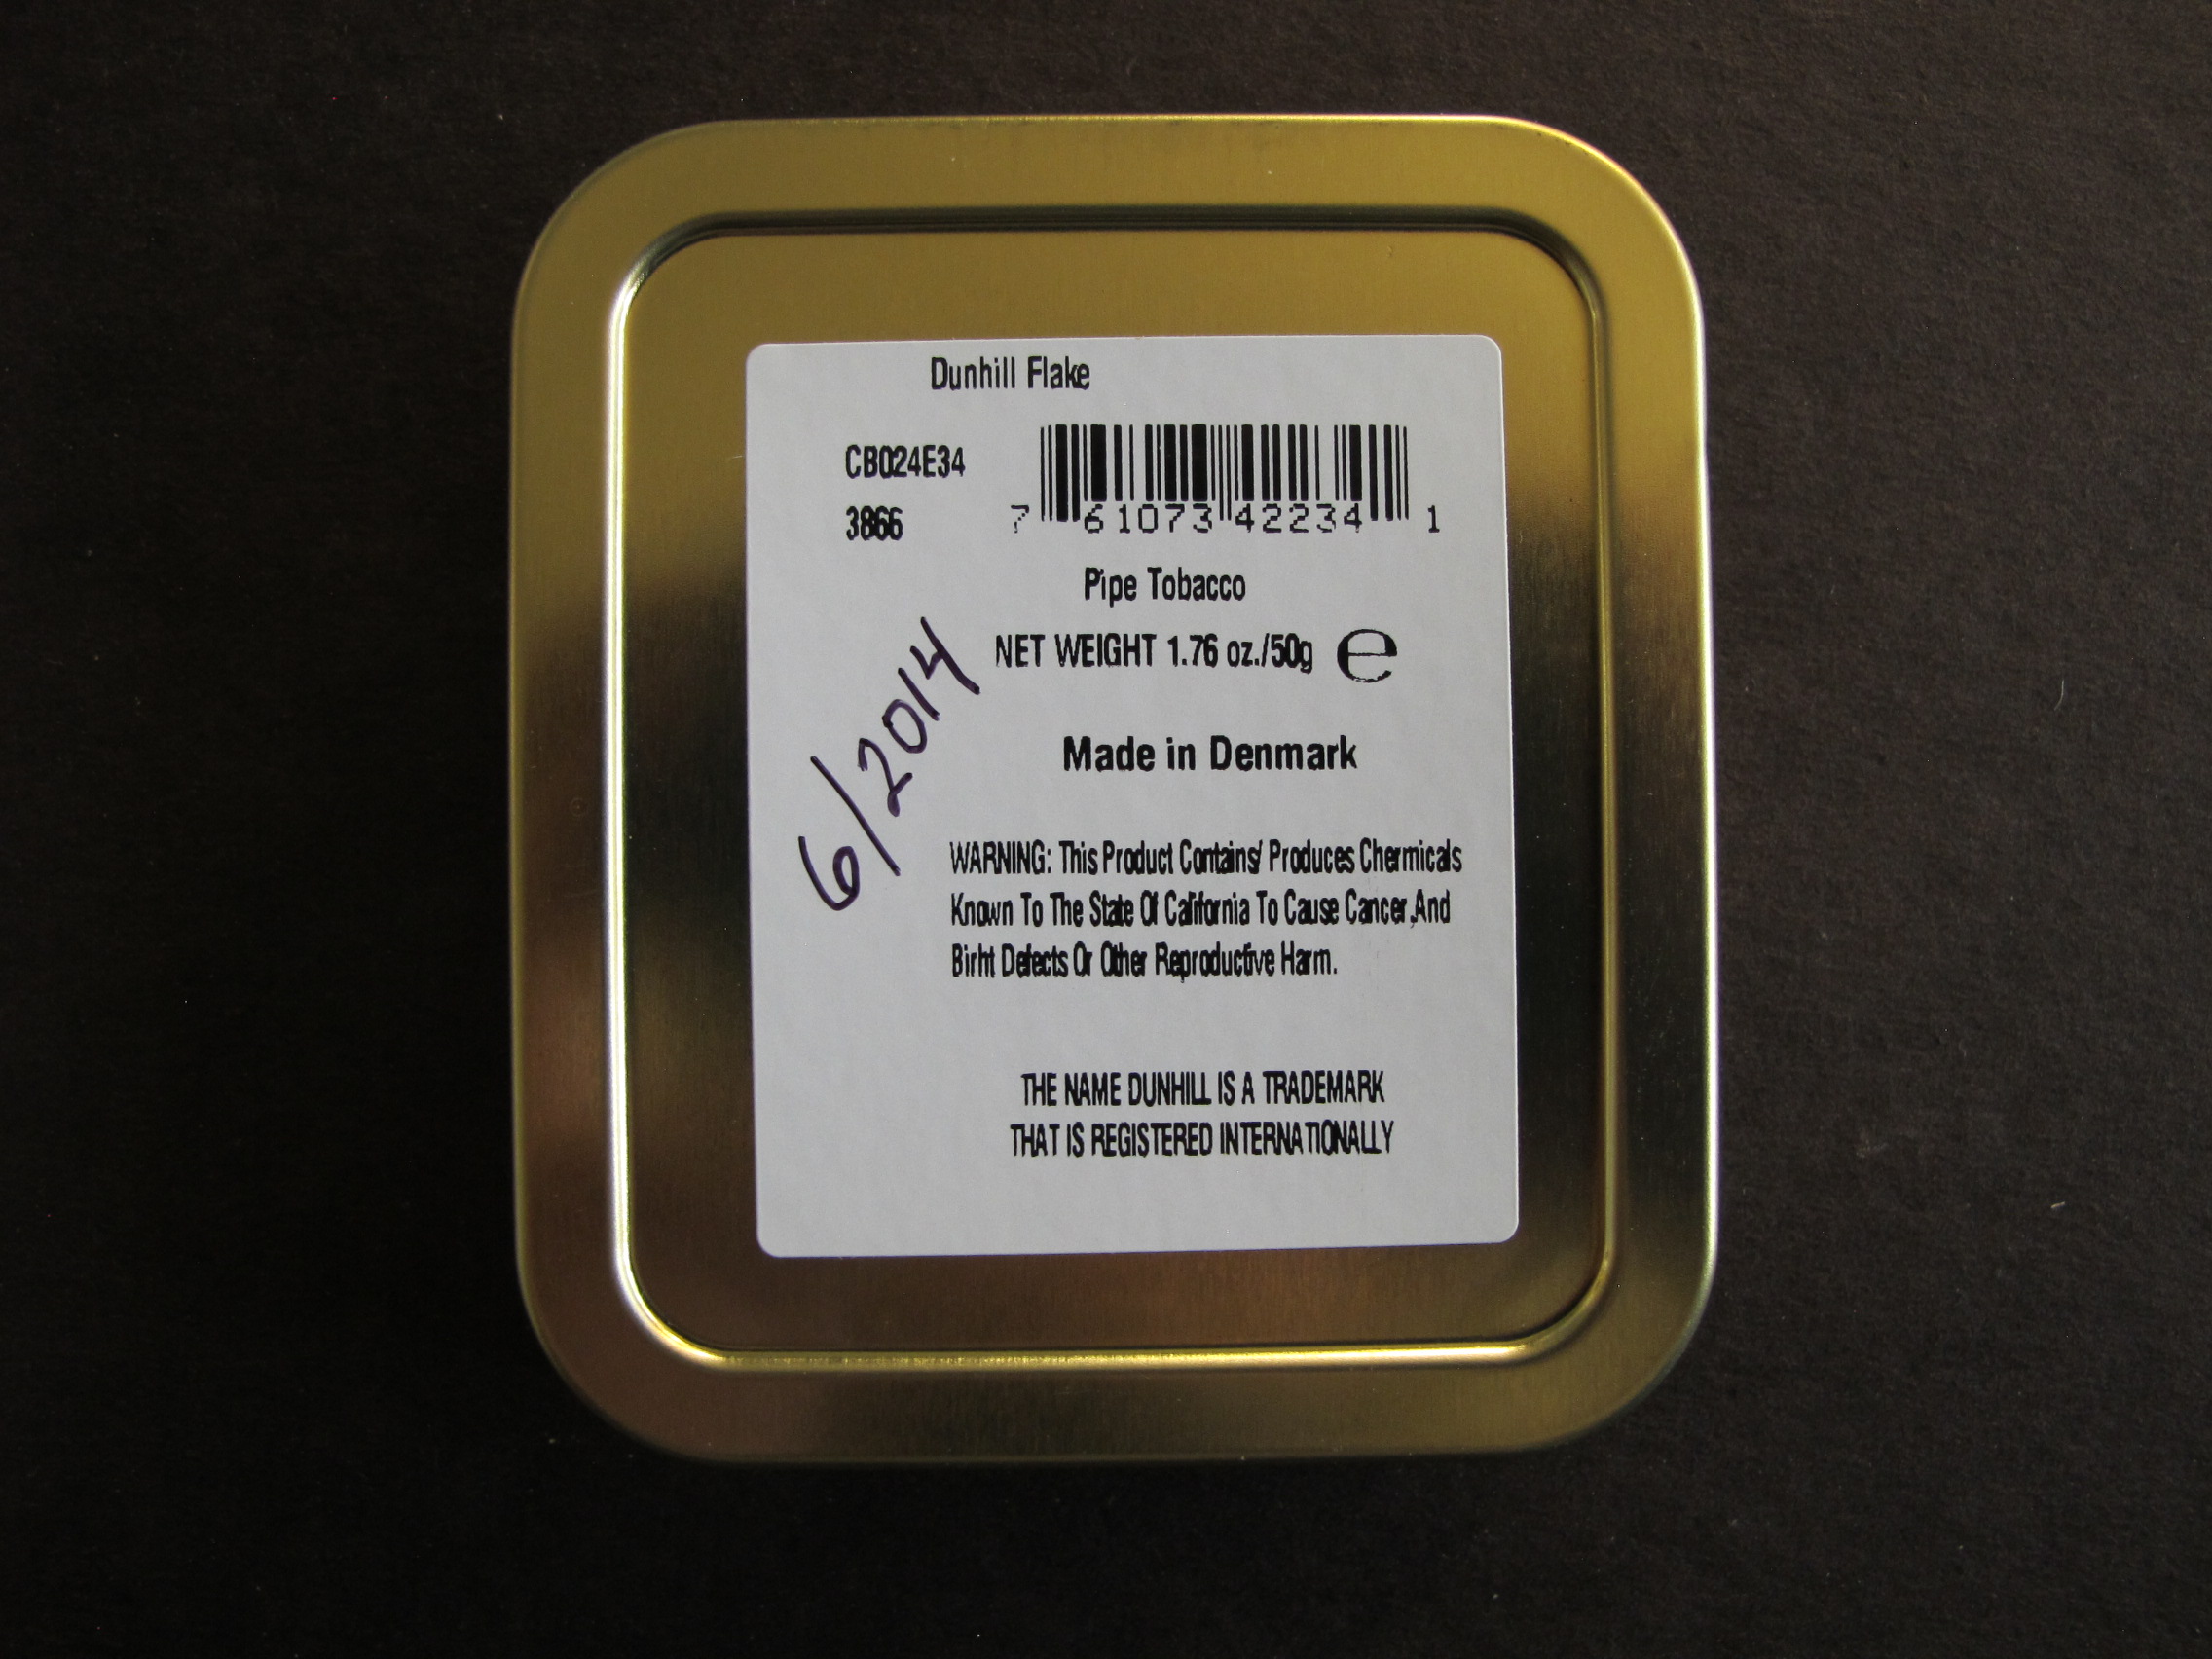 Dunhill Flake
CB024E34
3866
7 61073 42234 1
Pipe Tobacco
NET WEIGHT 1.76 oz./50g ℮
6/2014
Made in Denmark
WARNING: This Product Contains/ Produces Chermicals
Known To The State Of Califfornia To Cause Cancer,And
Birht Defects Or Other Reproductive Harm.
THE NAME DUNHILL IS A TRADEMARK
THAT IS REGISTERED INTERNATIONALLY